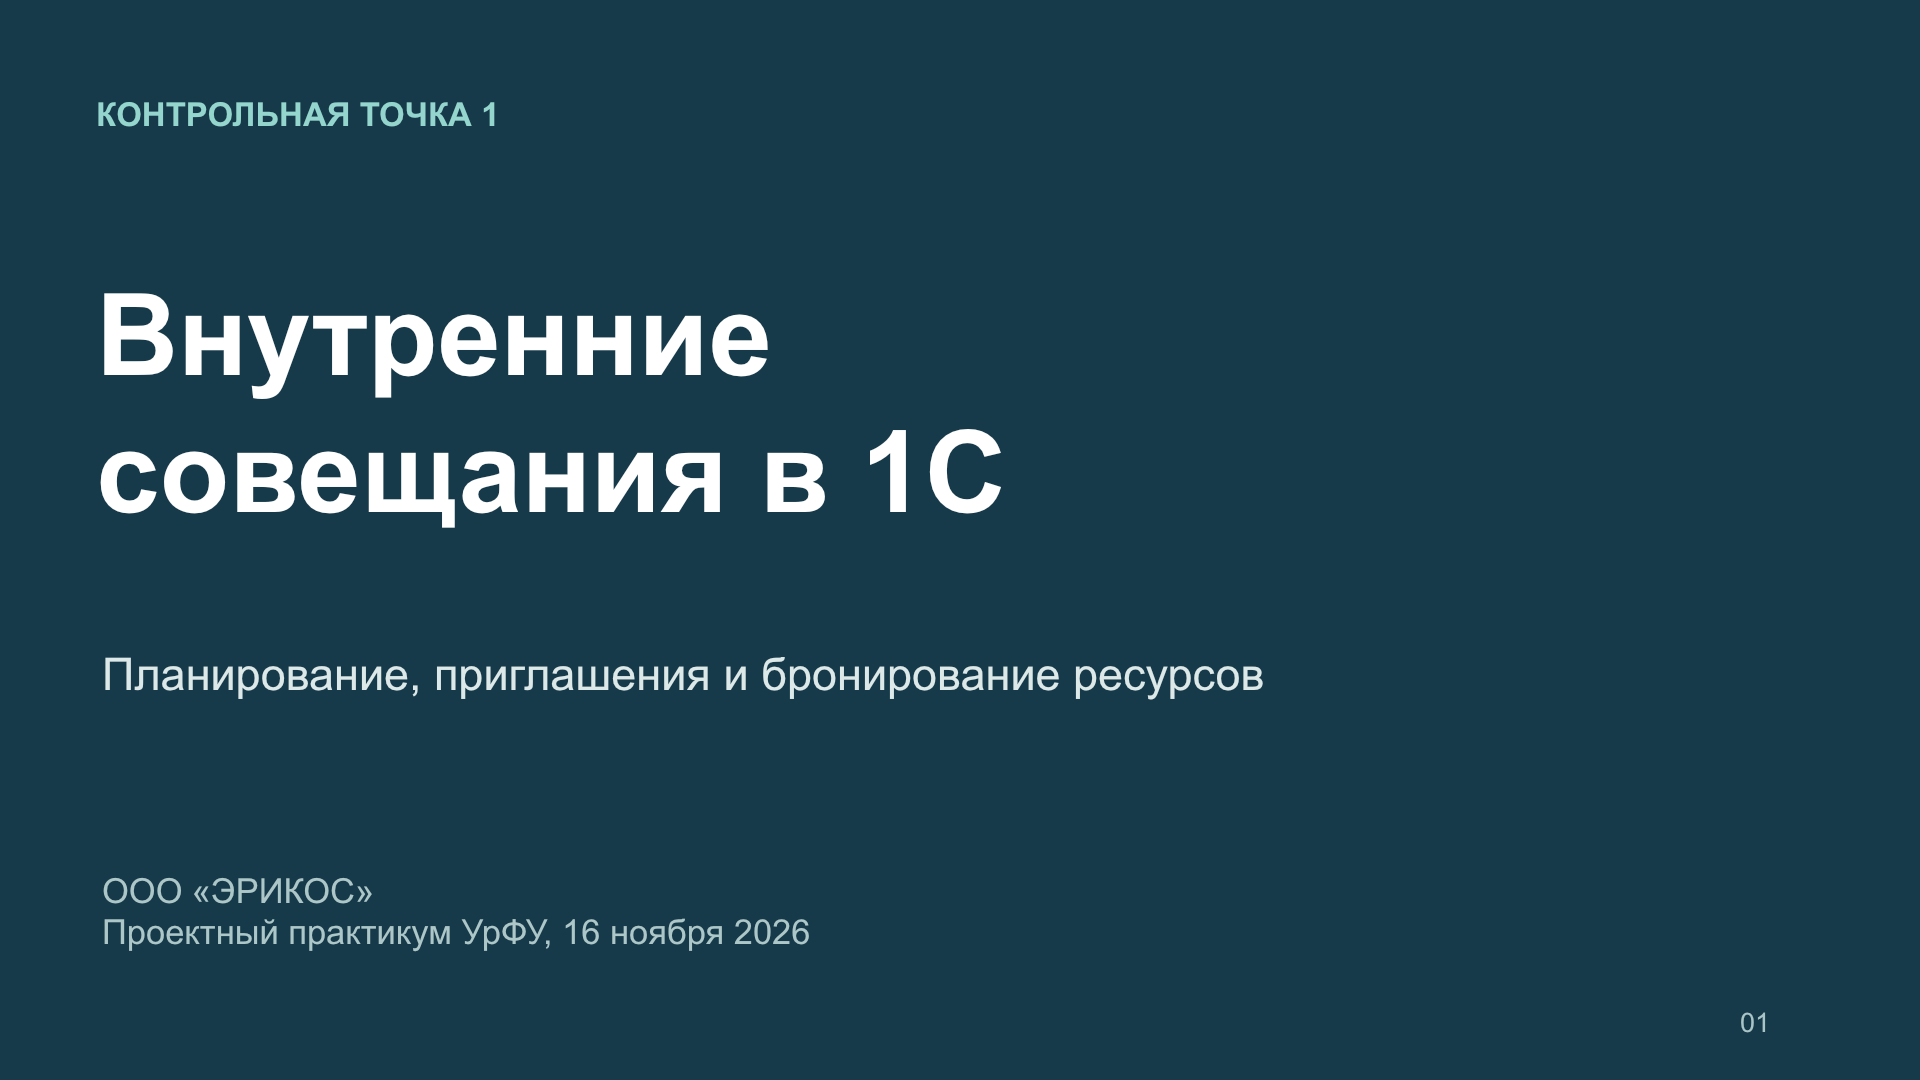 КОНТРОЛЬНАЯ ТОЧКА 1
Внутренние
совещания в 1С
Планирование, приглашения и бронирование ресурсов
ООО «ЭРИКОС»
Проектный практикум УрФУ, 16 ноября 2026
01